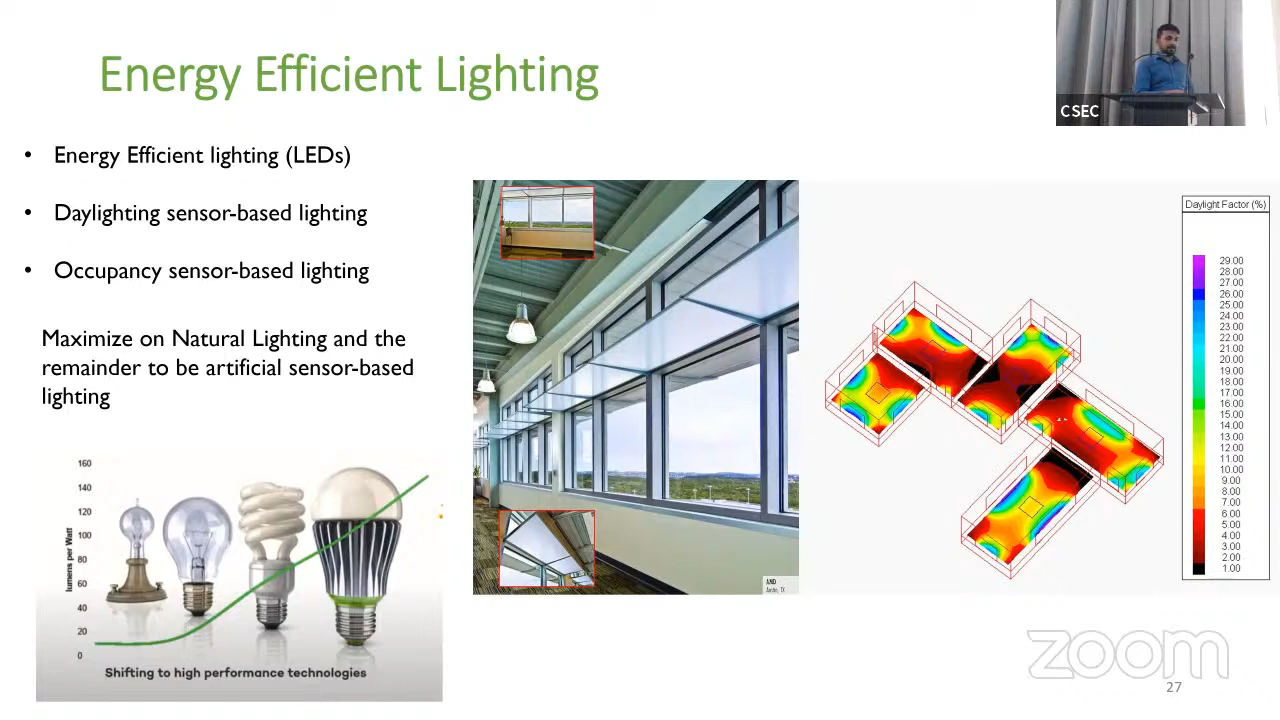 Energy Efficient Lighting
CSEC
• Energy Efficient lighting (LEDs)
• Daylighting sensor-based lighting
• Occupancy sensor-based lighting
Maximize on Natural Lighting and the
remainder to be artificial sensor-based
lighting
lumens per Watt
160
140
120
100
80
60
40
20
0
Shifting to high performance technologies
AMD
Austin, TX
Daylight Factor (%)
29.00
28.00
27.00
26.00
25.00
24.00
23.00
22.00
21.00
20.00
19.00
18.00
17.00
16.00
15.00
14.00
13.00
12.00
11.00
10.00
9.00
8.00
7.00
6.00
5.00
4.00
3.00
2.00
1.00
zoom
27